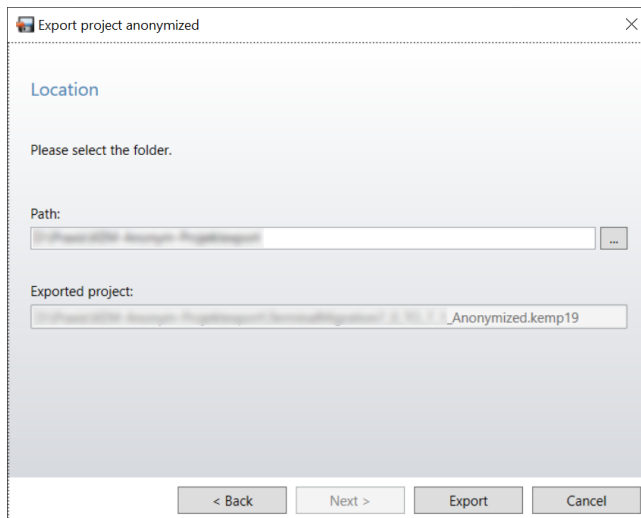 Export project anonymized
Location
Please select the folder.
Path:
...
Exported project:
_Anonymized.kemp19
< Back
Next >
Export
Cancel